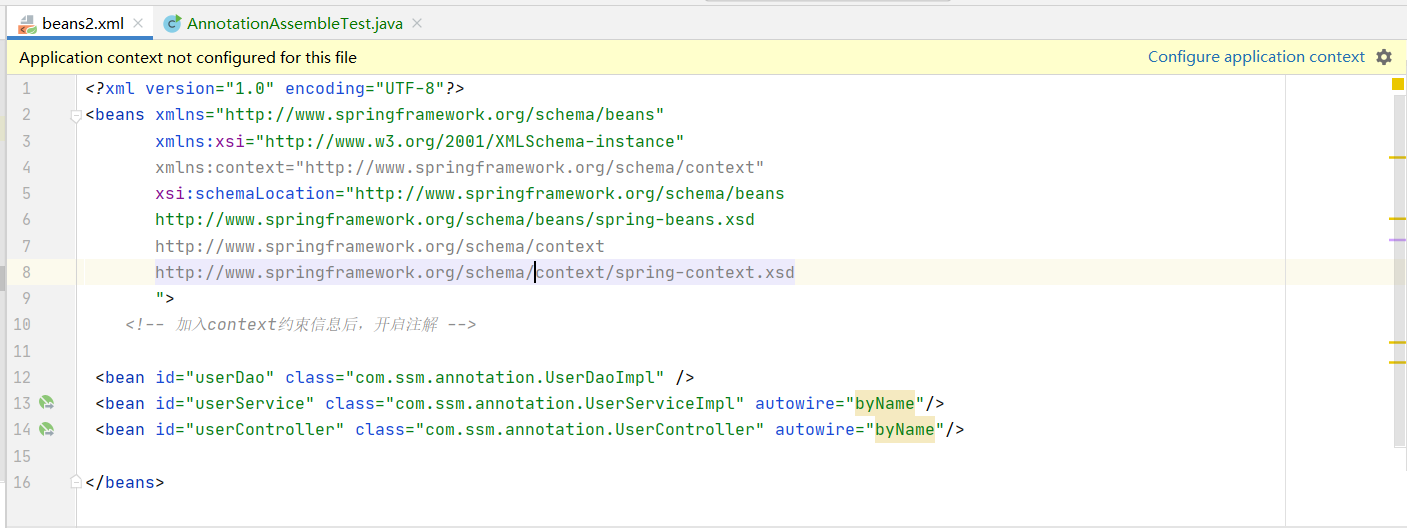 beans2.xml
AnnotationAssembleTest.java
Application context not configured for this file
Configure application context
1 <?xml version="1.0" encoding="UTF-8"?>
2 <beans xmlns="http://www.springframework.org/schema/beans"
3 xmlns:xsi="http://www.w3.org/2001/XMLSchema-instance"
4 xmlns:context="http://www.springframework.org/schema/context"
5 xsi:schemaLocation="http://www.springframework.org/schema/beans
6 http://www.springframework.org/schema/beans/spring-beans.xsd
7 http://www.springframework.org/schema/context
8 http://www.springframework.org/schema/context/spring-context.xsd
9 ">
10 <!-- 加入context约束信息后，开启注解 -->
11
12 <bean id="userDao" class="com.ssm.annotation.UserDaoImpl" />
13 <bean id="userService" class="com.ssm.annotation.UserServiceImpl" autowire="byName"/>
14 <bean id="userController" class="com.ssm.annotation.UserController" autowire="byName"/>
15
16 </beans>